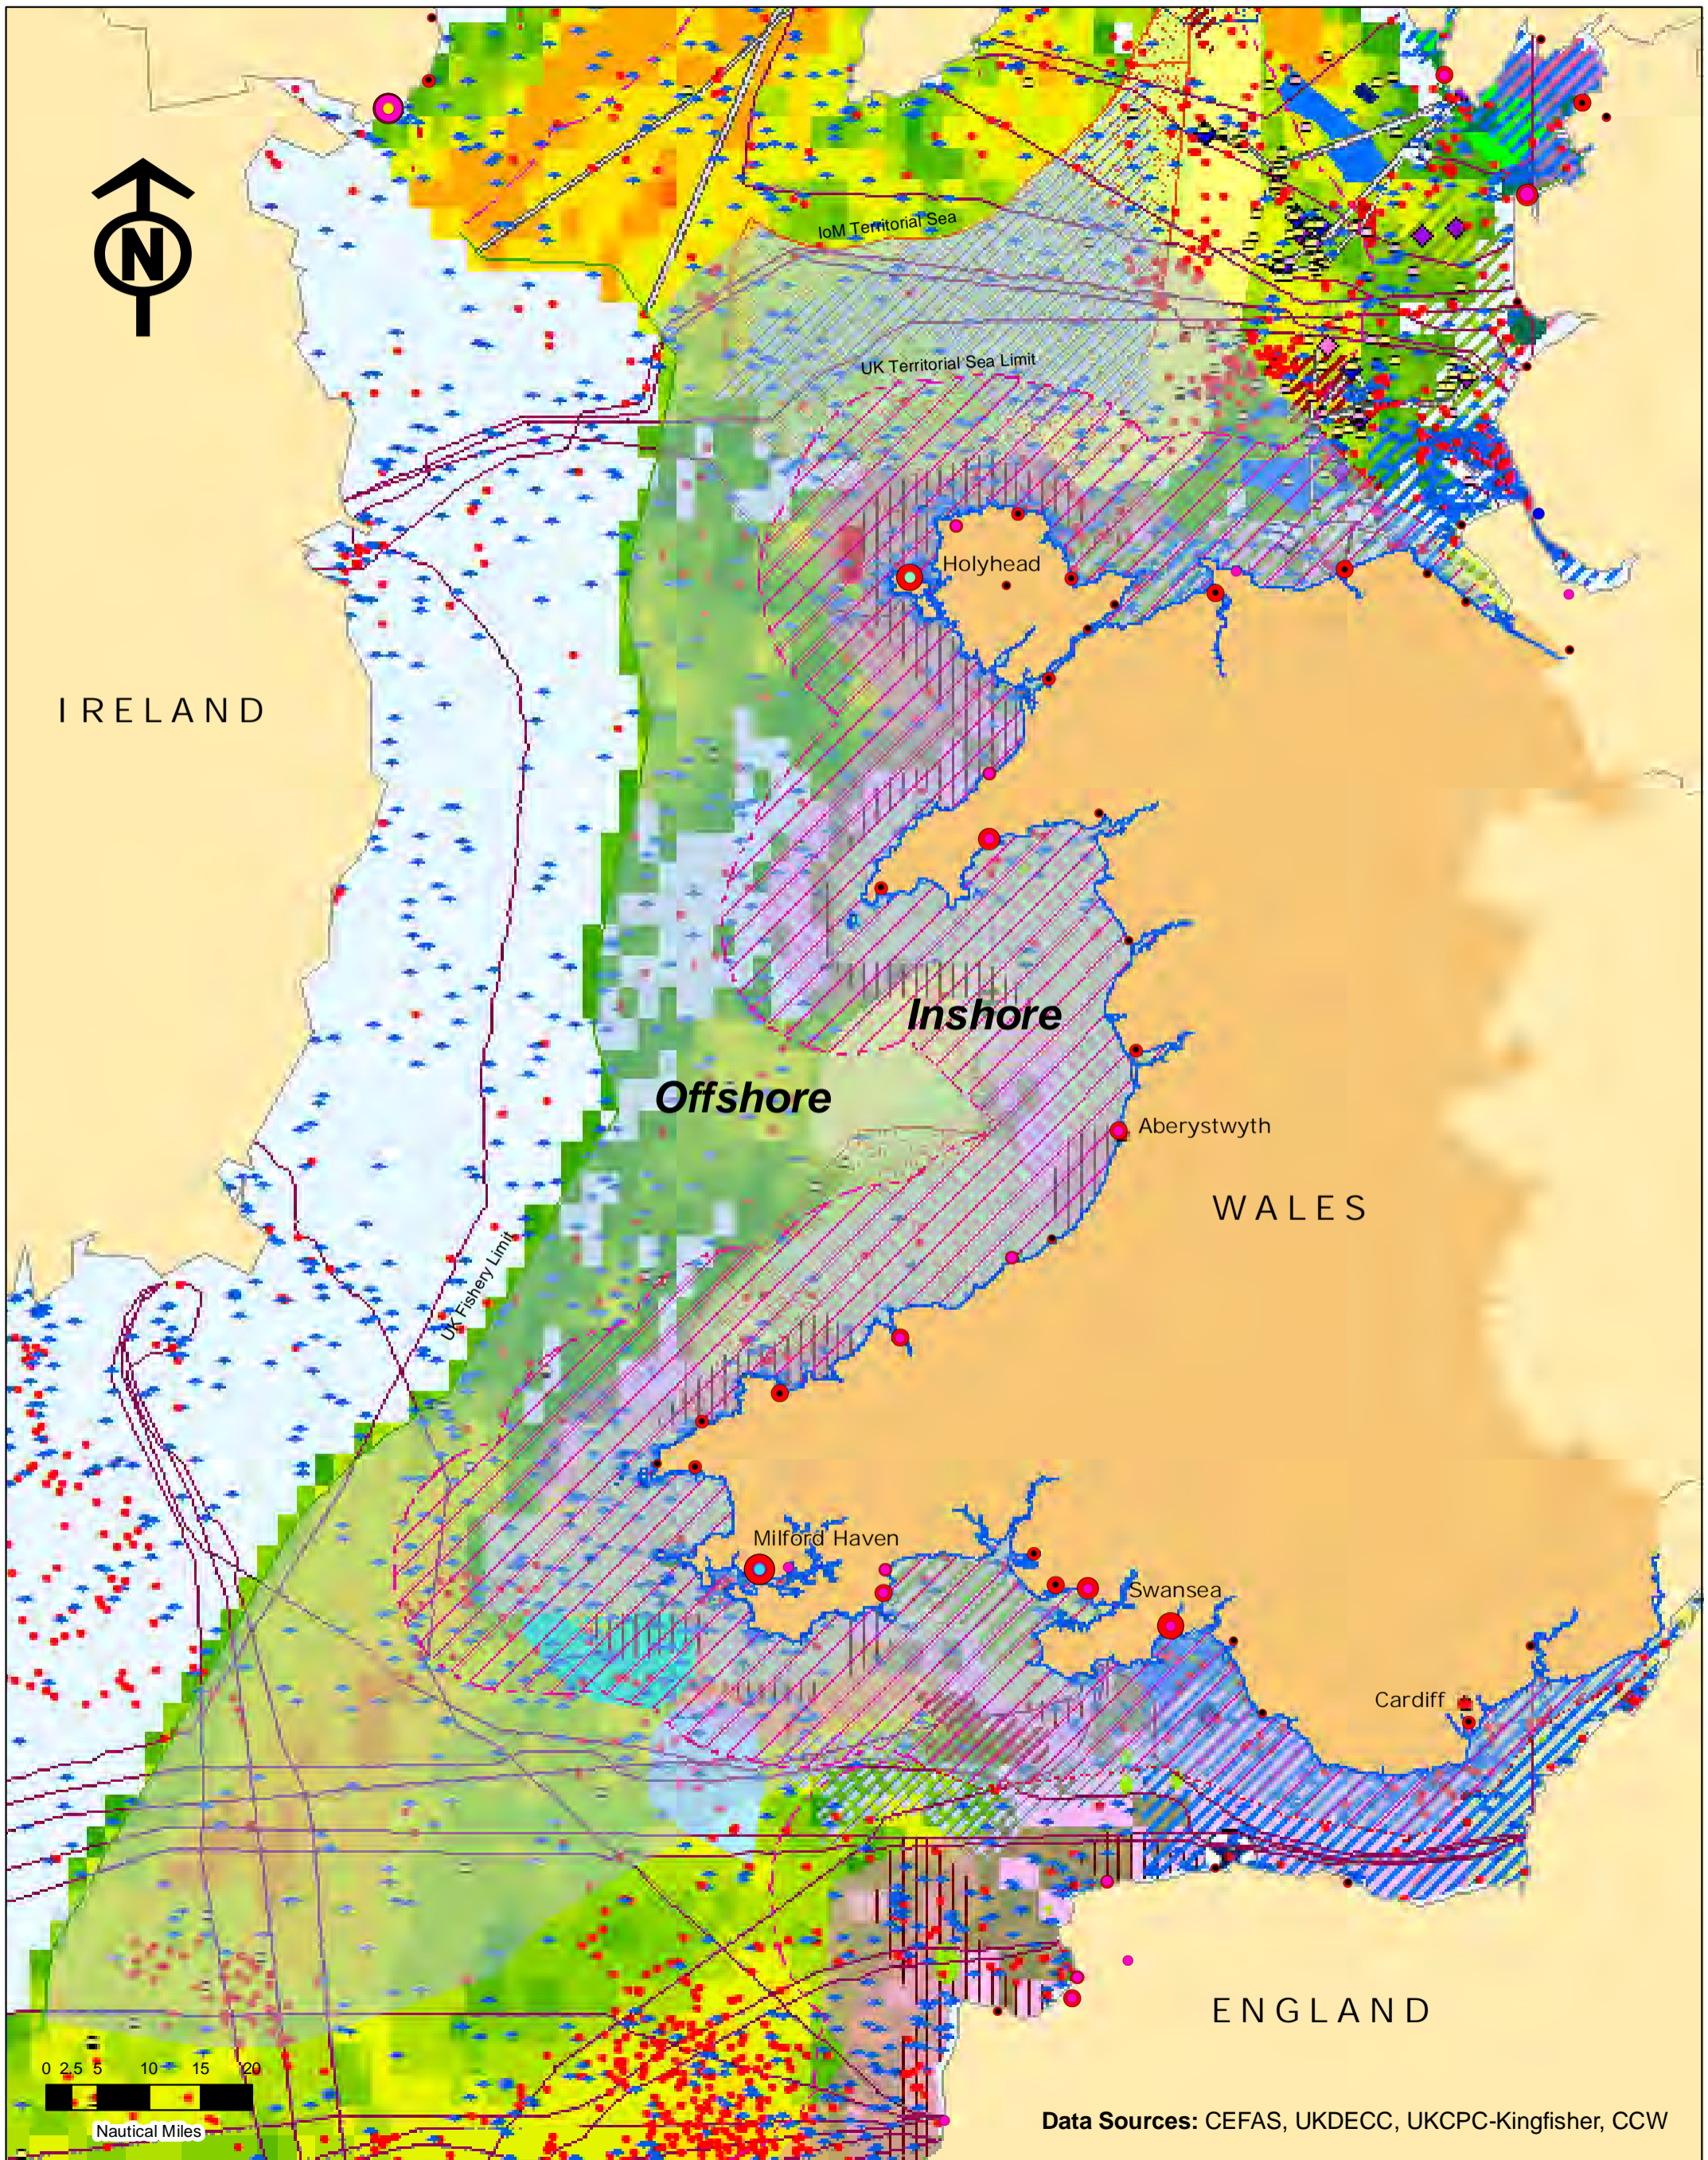 N
IoM Territorial Sea
UK Territorial Sea Limit
Holyhead
IRELAND
Inshore
Offshore
Aberystwyth
WALES
UK Fishery Limit
Milford Haven
Swansea
Cardiff
ENGLAND
0 2.5 5 10 15 20
Nautical Miles
Data Sources: CEFAS, UKDECC, UKCPC-Kingfisher, CCW